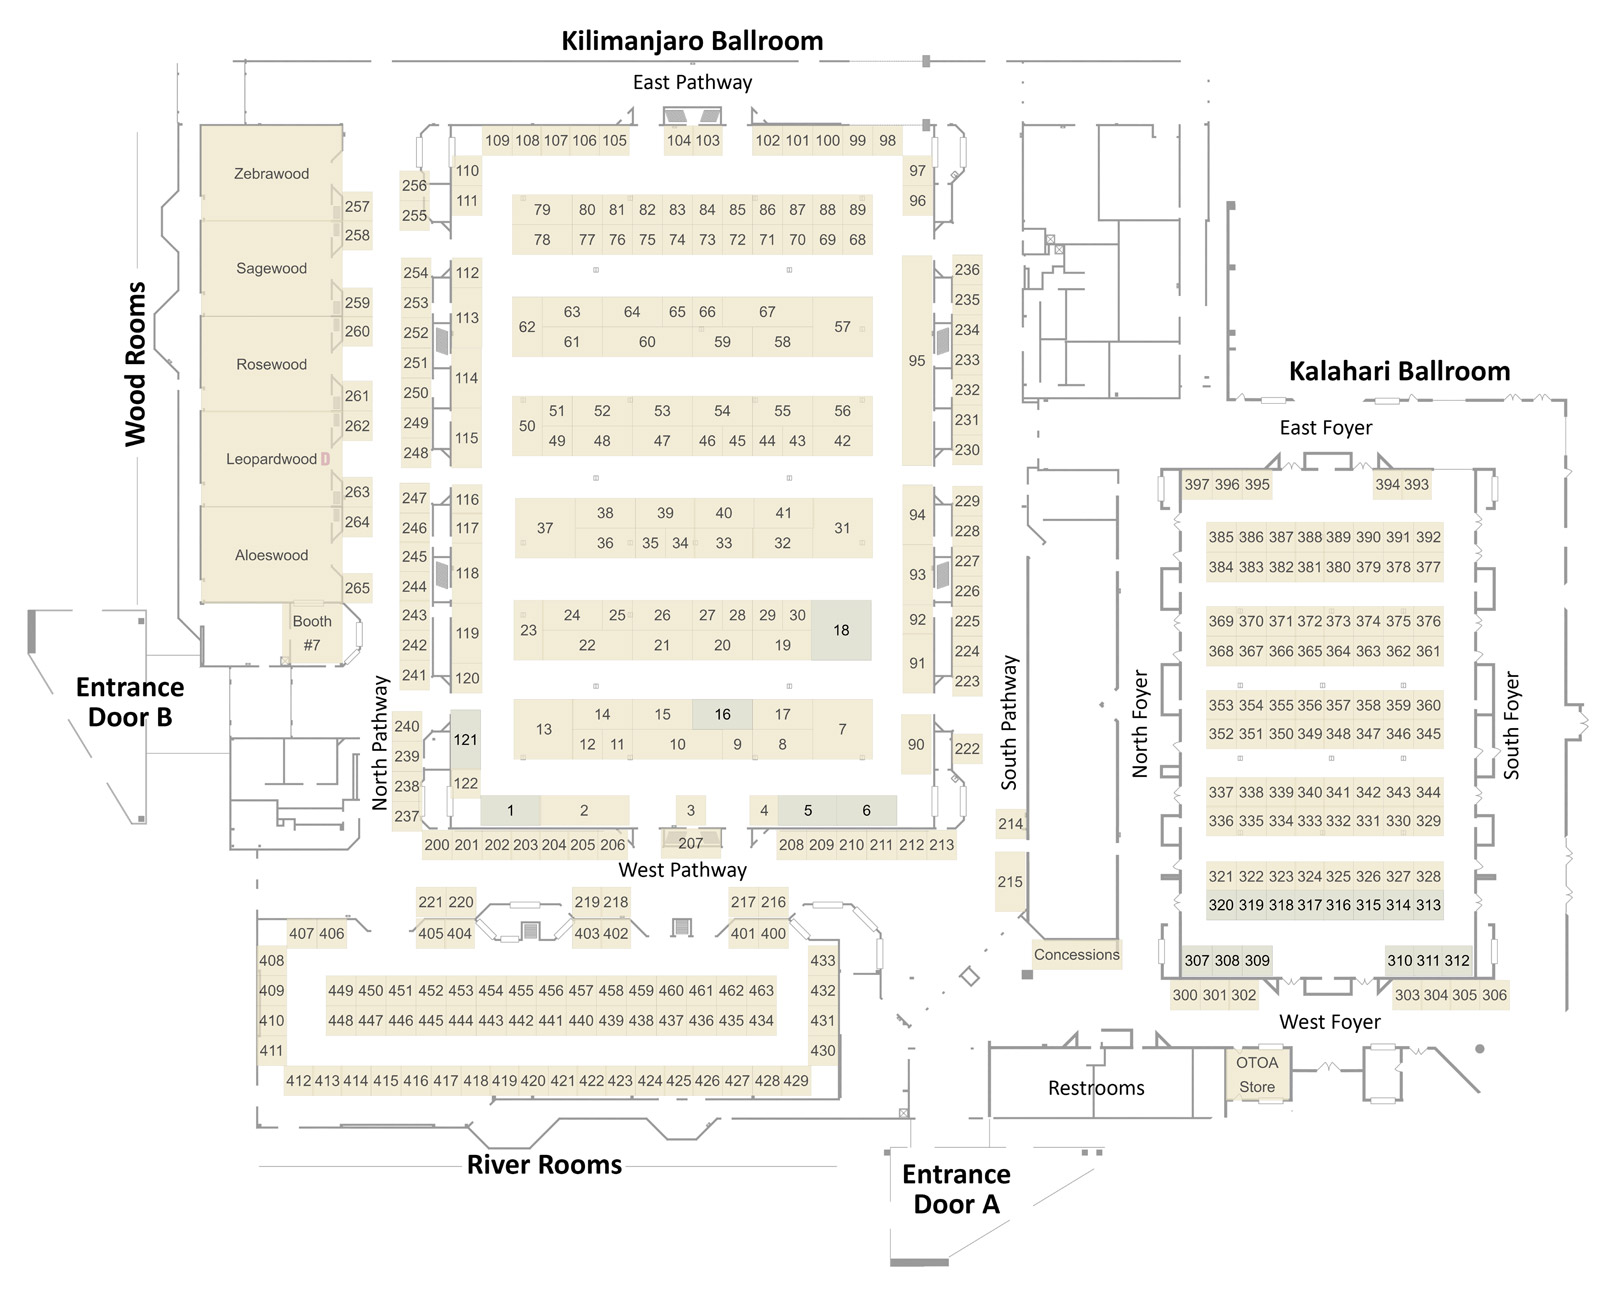 Kilimanjaro Ballroom
East Pathway
109 108 107 106 105
104 103
102 101 100 99 98
110
111
97
96
256
255
Zebrawood
257
258
Sagewood
259
260
Rosewood
261
262
Leopardwood D
263
264
Aloeswood
265
Booth
#7
Wood Rooms
Entrance
Door B
79 80 81 82 83 84 85 86 87 88 89
78 77 76 75 74 73 72 71 70 69 68
254
253
252
251
250
249
248
247
246
245
244
243
242
241
240
239
238
237
North Pathway
112
113
114
115
116
117
118
119
120
121
122
62 63 64 65 66 67 57
61 60 59 58
50 51 52 53 54 55 56
49 48 47 46 45 44 43 42
37 38 39 40 41 31
36 35 34 33 32
23 24 25 26 27 28 29 30 18
22 21 20 19
13 14 15 16 17 7
12 11 10 9 8
1 2 3 4 5 6
95
94
93
92
91
90
236
235
234
233
232
231
230
229
228
227
226
225
224
223
222
South Pathway
214
215
200 201 202 203 204 205 206
207
208 209 210 211 212 213
West Pathway
221 220 219 218 217 216
407 406 405 404 403 402 401 400
408
409
410
411
433
432
431
430
449 450 451 452 453 454 455 456 457 458 459 460 461 462 463
448 447 446 445 444 443 442 441 440 439 438 437 436 435 434
412 413 414 415 416 417 418 419 420 421 422 423 424 425 426 427 428 429
River Rooms
Concessions
Kalahari Ballroom
East Foyer
397 396 395
394 393
385 386 387 388 389 390 391 392
384 383 382 381 380 379 378 377
369 370 371 372 373 374 375 376
368 367 366 365 364 363 362 361
North Foyer
South Foyer
353 354 355 356 357 358 359 360
352 351 350 349 348 347 346 345
337 338 339 340 341 342 343 344
336 335 334 333 332 331 330 329
321 322 323 324 325 326 327 328
320 319 318 317 316 315 314 313
307 308 309
310 311 312
300 301 302
303 304 305 306
West Foyer
Restrooms
OTOA
Store
Entrance
Door A